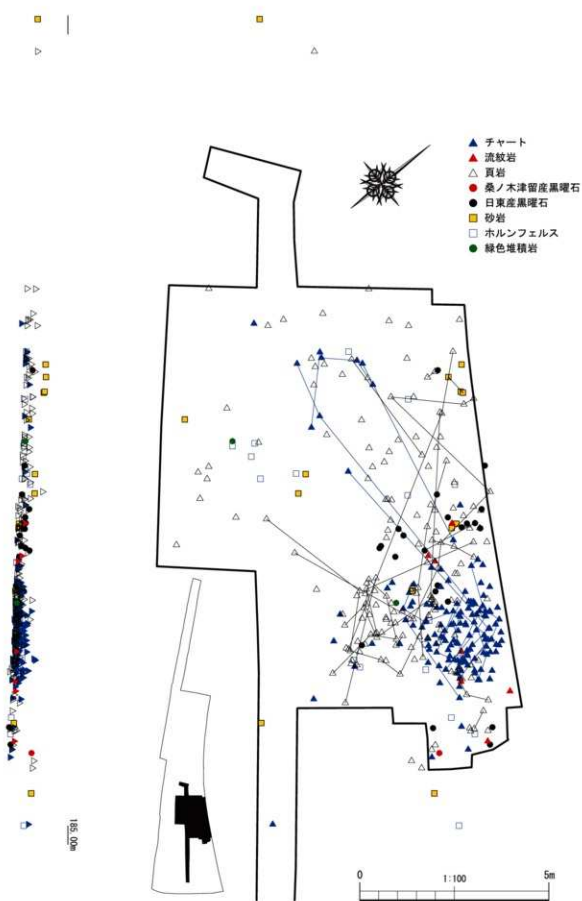 チャート
流紋岩
頁岩
桑ノ木津留産黒曜石
日東産黒曜石
砂岩
ホルンフェルス
緑色堆積岩
185.00m
0
1:100
5m